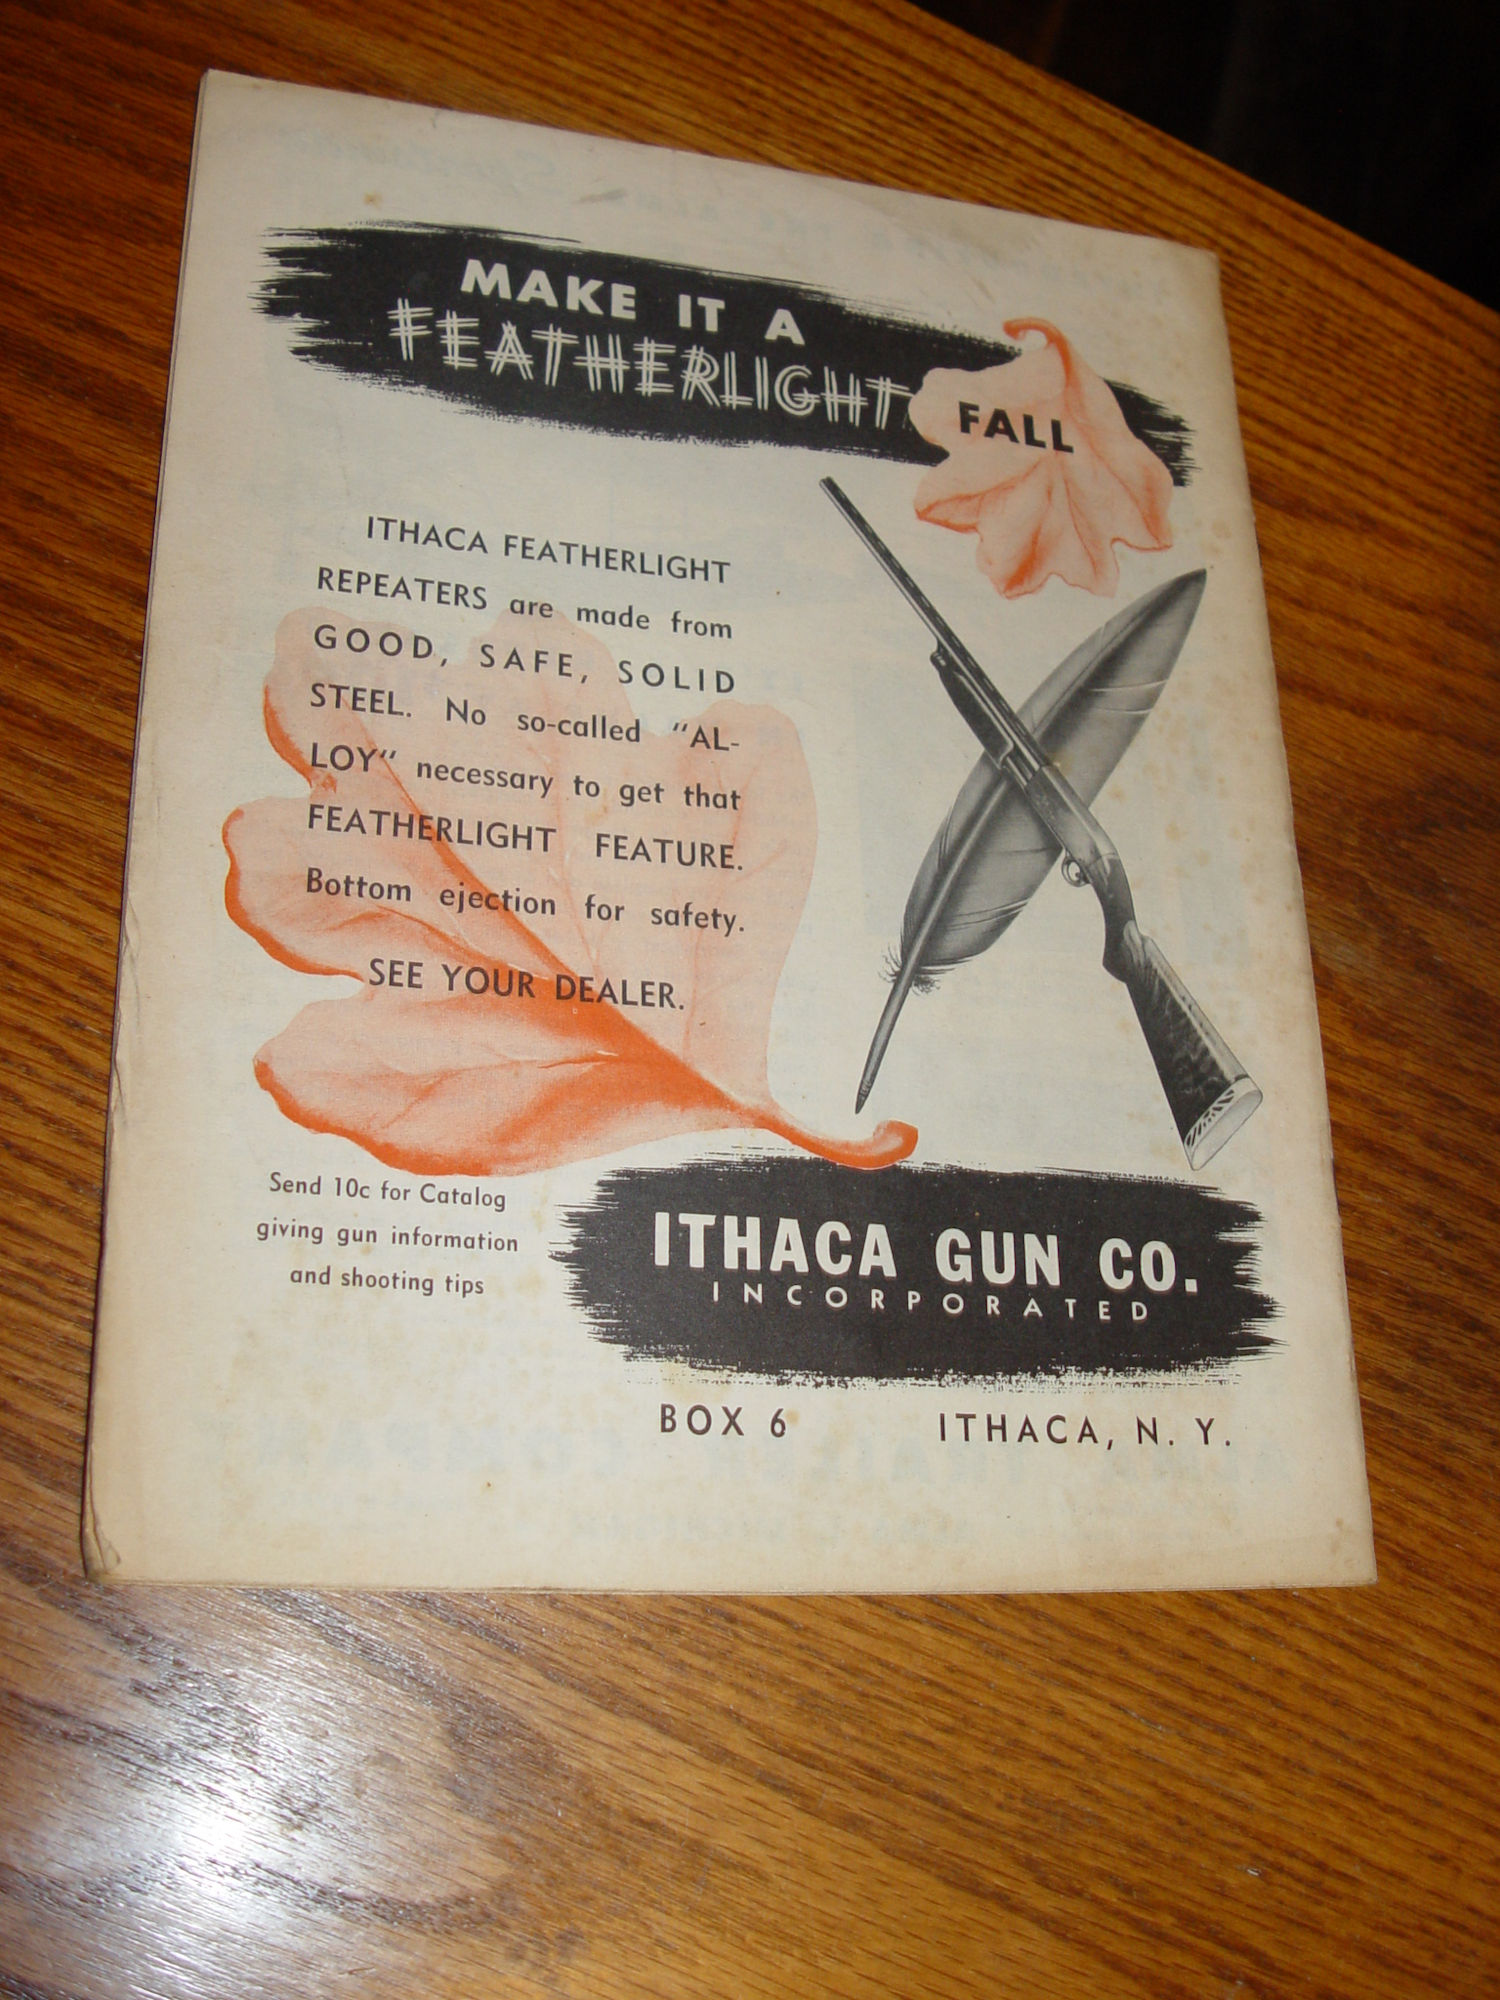 MAKE IT A
FEATHERLIGHT
FALL
ITHACA FEATHERLIGHT
REPEATERS are made from
GOOD, SAFE, SOLID
STEEL. No so-called "AL-
LOY" necessary to get that
FEATHERLIGHT FEATURE.
Bottom ejection for safety.
SEE YOUR DEALER.
Send 10c for Catalog
giving gun information
and shooting tips
ITHACA GUN CO.
INCORPORATED
BOX 6 ITHACA, N. Y.